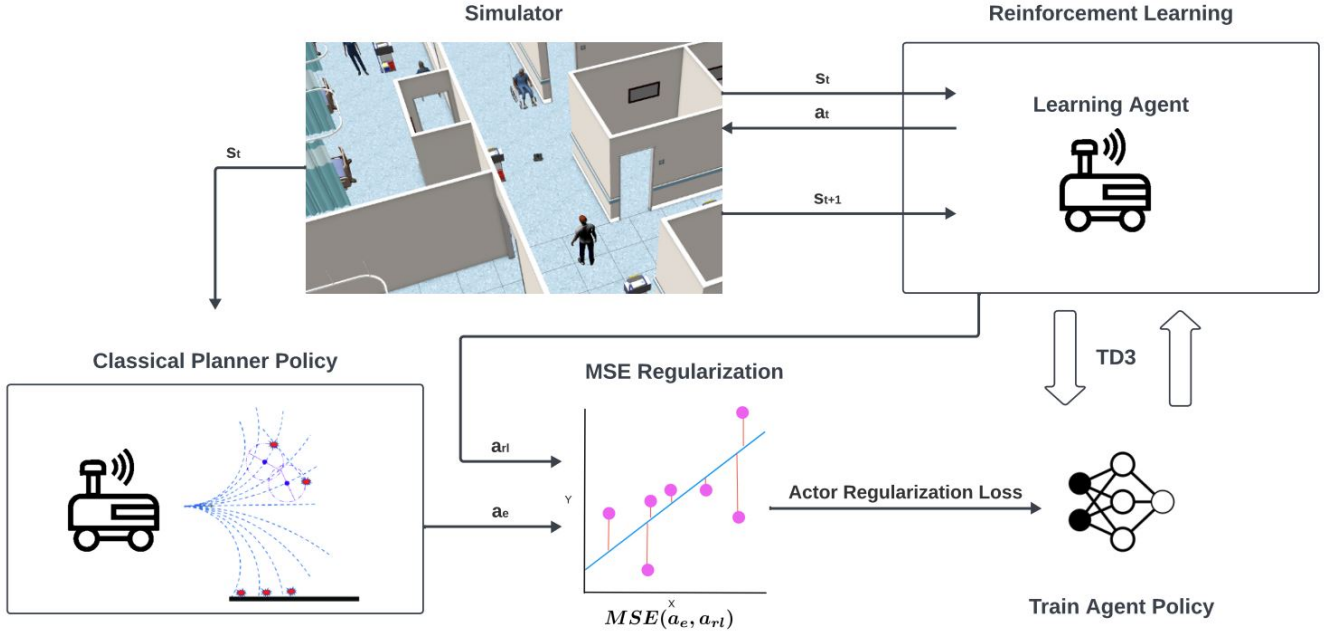 Simulator
Reinforcement Learning
st
Learning Agent
at
st
st+1
Classical Planner Policy
TD3
MSE Regularization
arl
Y
Actor Regularization Loss
ae
X
MSE(ae, arl)
Train Agent Policy